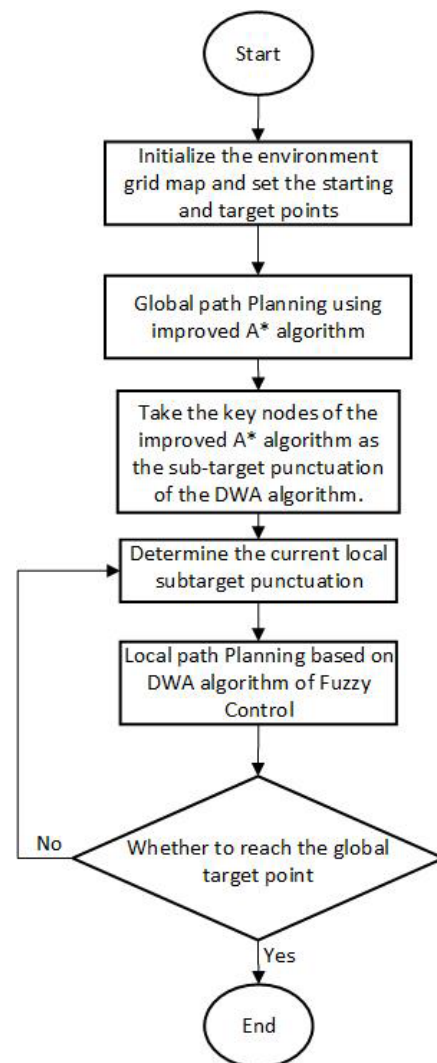 Start
Initialize the environment
grid map and set the starting
and target points
Global path Planning using
improved A* algorithm
Take the key nodes of the
improved A* algorithm as
the sub-target punctuation
of the DWA algorithm.
Determine the current local
subtarget punctuation
Local path Planning based on
DWA algorithm of Fuzzy
Control
No
Whether to reach the global
target point
Yes
End